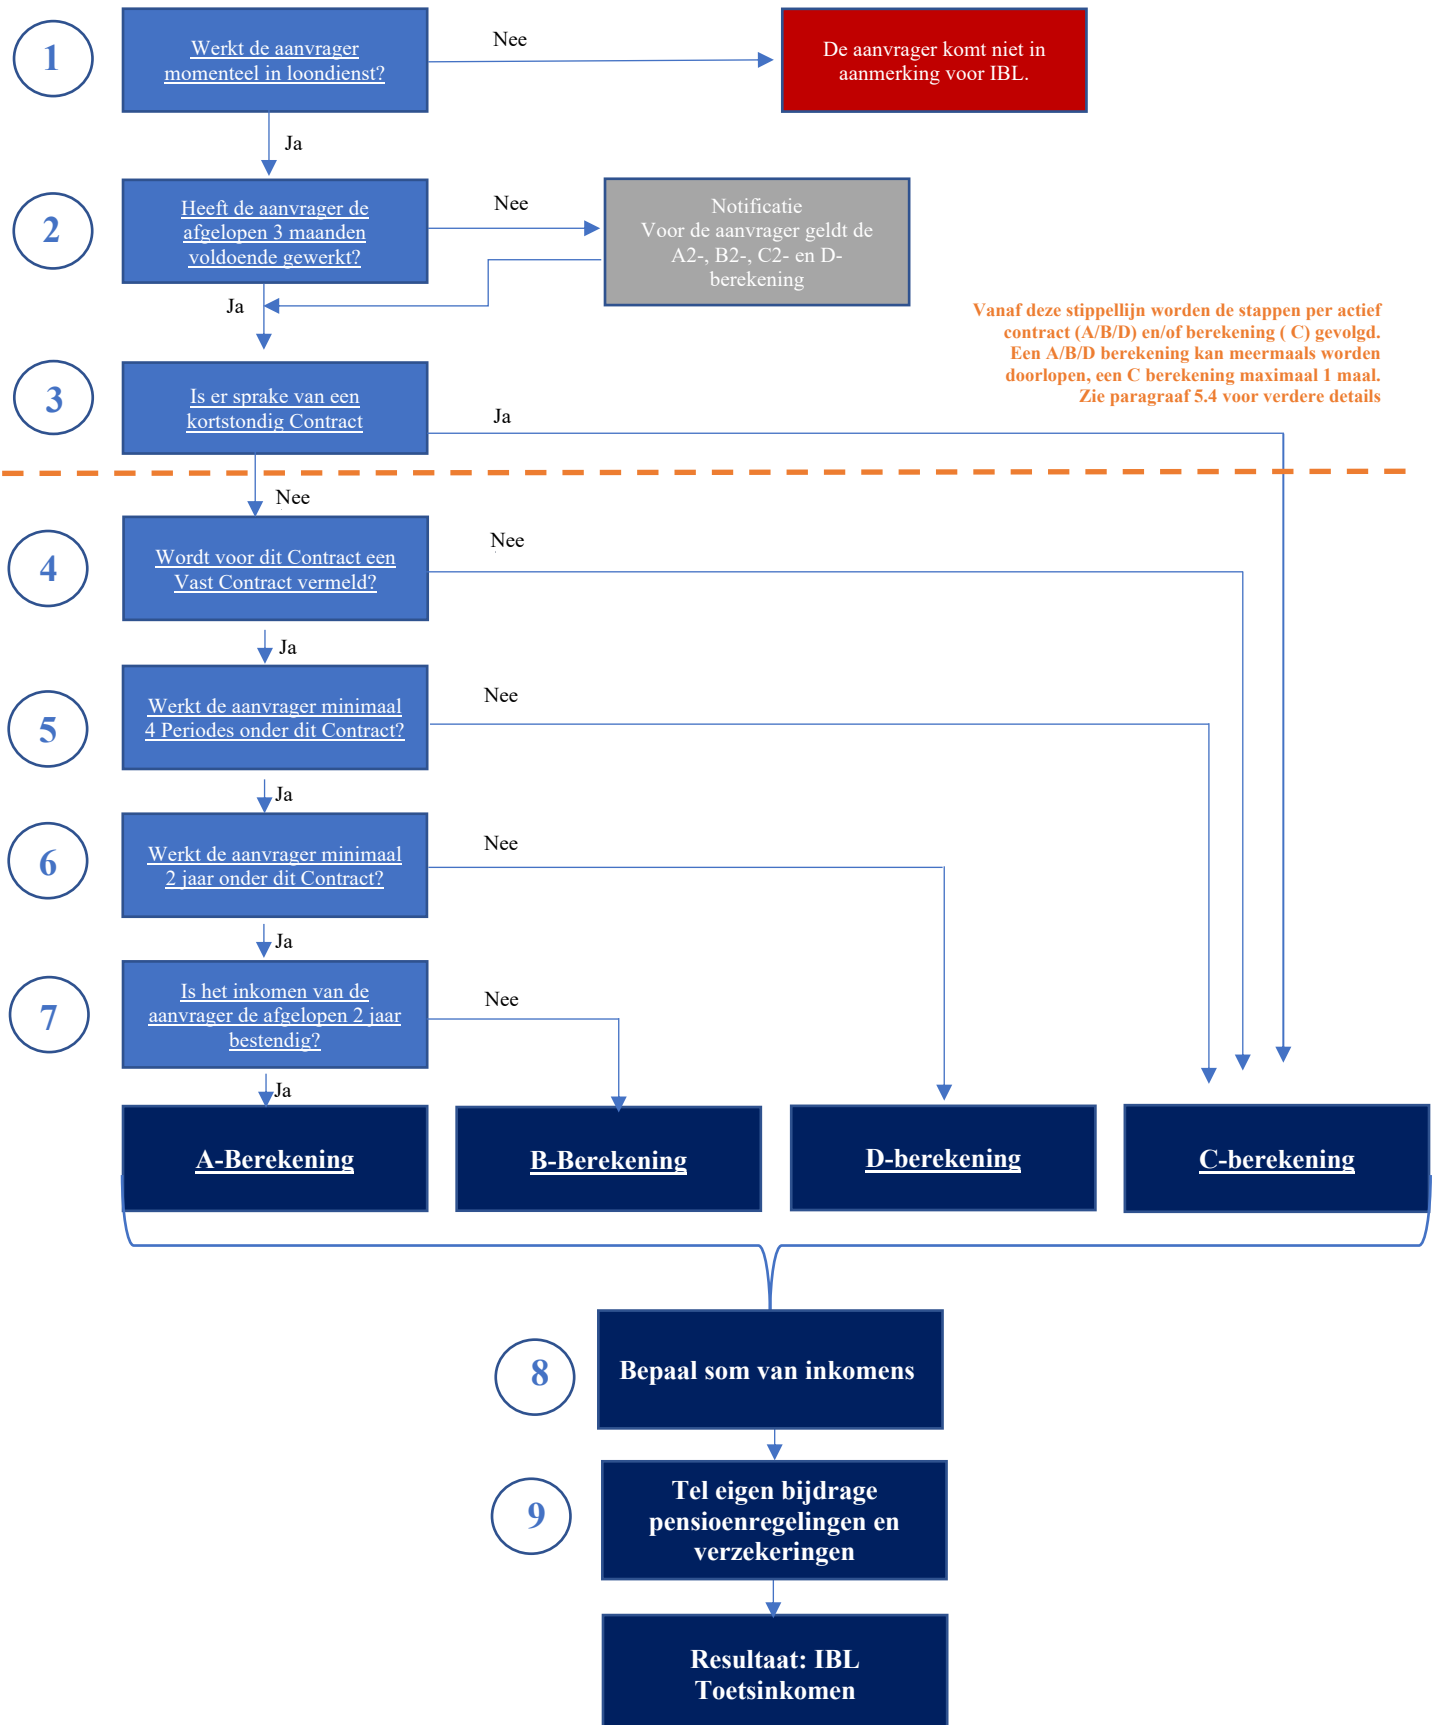 1
Werkt de aanvrager
momenteel in loondienst?
Nee
De aanvrager komt niet in
aanmerking voor IBL.
Ja
2
Heeft de aanvrager de
afgelopen 3 maanden
voldoende gewerkt?
Nee
Notificatie
Voor de aanvrager geldt de
A2-, B2-, C2- en D-
berekening
Ja
Vanaf deze stippellijn worden de stappen per actief
contract (A/B/D) en/of berekening ( C) gevolgd.
Een A/B/D berekening kan meermaals worden
doorlopen, een C berekening maximaal 1 maal.
Zie paragraaf 5.4 voor verdere details
3
Is er sprake van een
kortstondig Contract
Ja
Nee
4
Wordt voor dit Contract een
Vast Contract vermeld?
Nee
Ja
5
Werkt de aanvrager minimaal
4 Periodes onder dit Contract?
Nee
Ja
6
Werkt de aanvrager minimaal
2 jaar onder dit Contract?
Nee
Ja
7
Is het inkomen van de
aanvrager de afgelopen 2 jaar
bestendig?
Nee
Ja
A-Berekening
B-Berekening
D-berekening
C-berekening
8
Bepaal som van inkomens
9
Tel eigen bijdrage
pensioenregelingen en
verzekeringen
Resultaat: IBL
Toetsinkomen